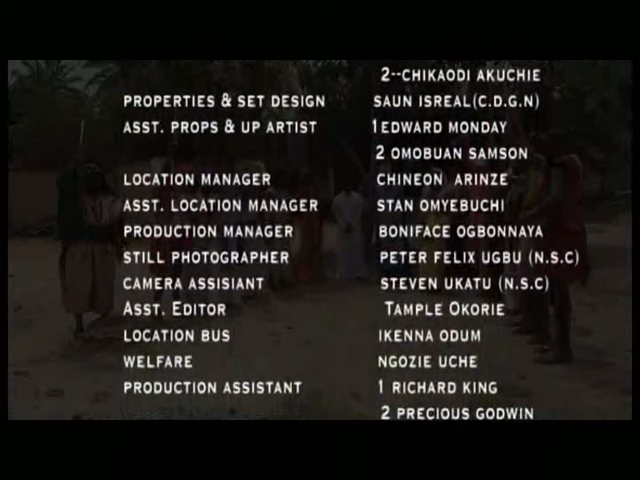 2--CHIKAODI AKUCHIE
PROPERTIES & SET DESIGN SAUN ISREAL(C.D.G.N)
ASST. PROPS & UP ARTIST 1EDWARD MONDAY
2 OMOBUAN SAMSON
LOCATION MANAGER CHINEON ARINZE
ASST. LOCATION MANAGER STAN OMYEBUCHI
PRODUCTION MANAGER BONIFACE OGBONNAYA
STILL PHOTOGRAPHER PETER FELIX UGBU (N.S.C)
CAMERA ASSISIANT STEVEN UKATU (N.S.C)
ASST. EDITOR TAMPLE OKORIE
LOCATION BUS IKENNA ODUM
WELFARE NGOZIE UCHE
PRODUCTION ASSISTANT 1 RICHARD KING
2 PRECIOUS GODWIN